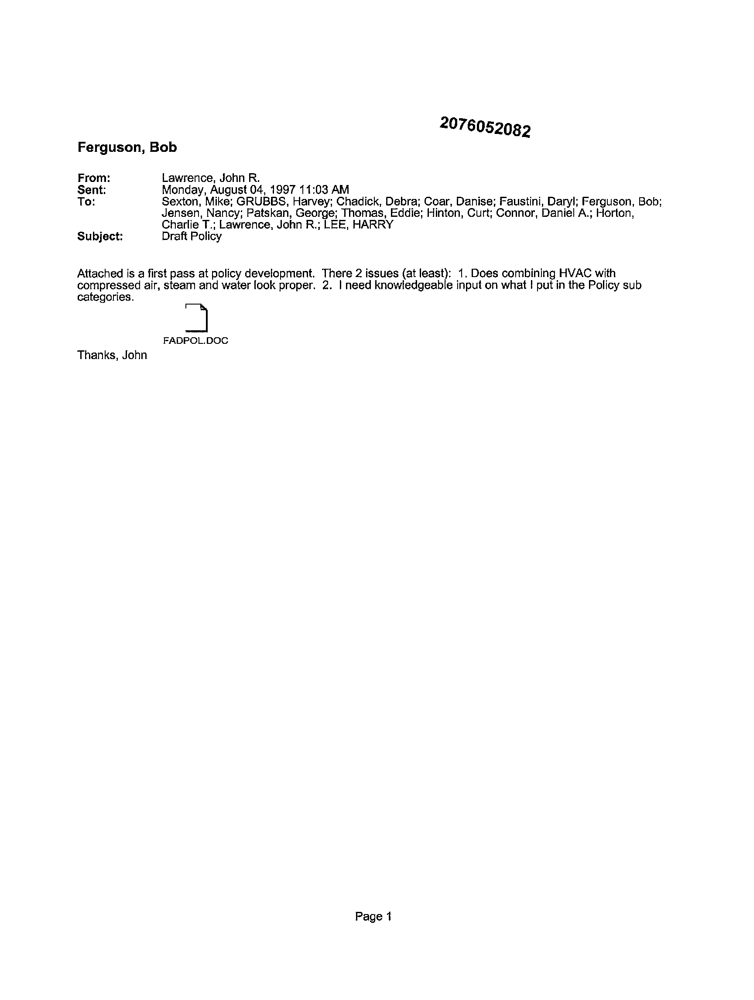 2076052082
Ferguson, Bob
From: Lawrence, John R.
Sent: Monday, August 04, 1997 11:03 AM
To: Sexton, Mike; GRUBBS, Harvey; Chadick, Debra; Coar, Danise; Faustini, Daryl; Ferguson, Bob;
Jensen, Nancy; Patskan, George; Thomas, Eddie; Hinton, Curt; Connor, Daniel A.; Horton,
Charlie T.; Lawrence, John R.; LEE, HARRY
Subject: Draft Policy
Attached is a first pass at policy development. There 2 issues (at least): 1. Does combining HVAC with
compressed air, steam and water look proper. 2. I need knowledgeable input on what I put in the Policy sub
categories.
FADPOL.DOC
Thanks, John
Page 1